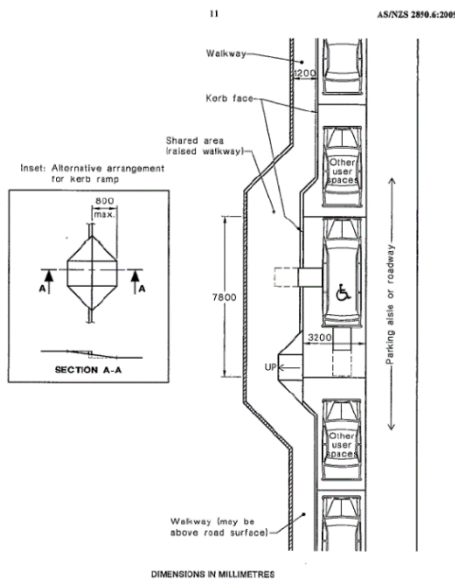 11
AS/NZS 2890.6:2009
Walkway
1200
Kerb face
Shared area
(raised walkway)
Other
user
spaces
Inset: Alternative arrangement
for kerb ramp
800
max.
A
A
SECTION A-A
7800
3200
UP
Parking aisle or roadway
Other
user
spaces
Walkway (may be
above road surface)
DIMENSIONS IN MILLIMETRES